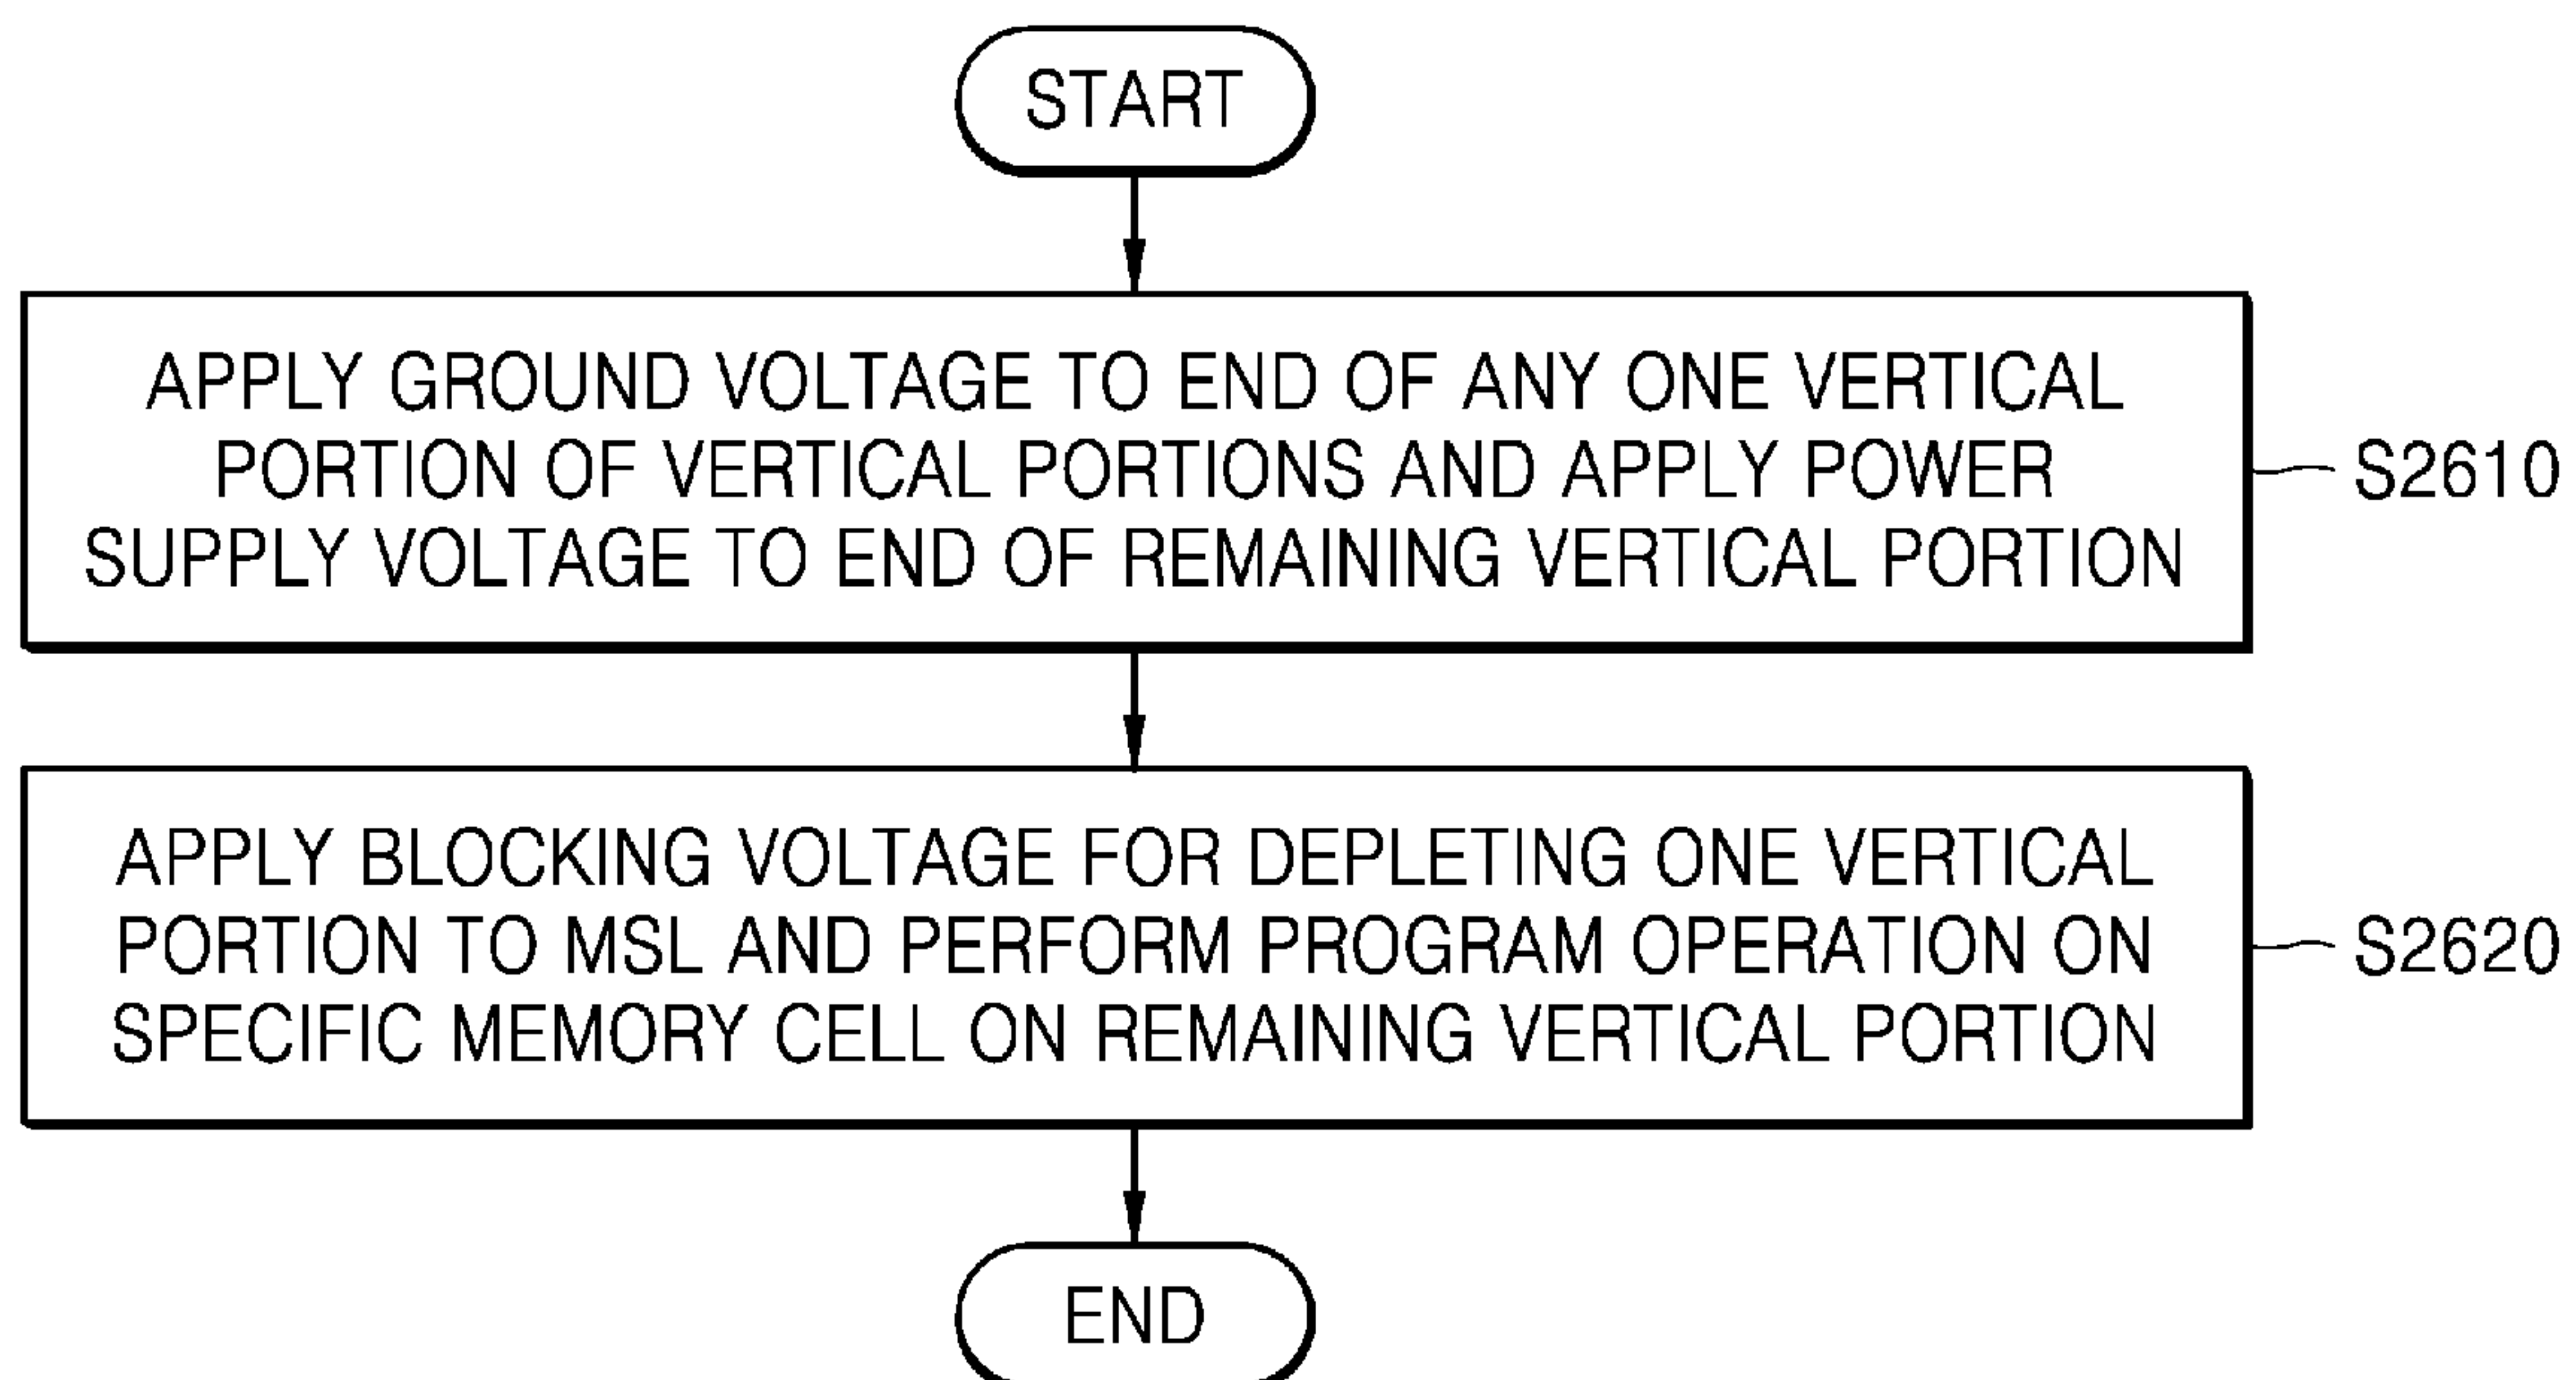 START
APPLY GROUND VOLTAGE TO END OF ANY ONE VERTICAL
PORTION OF VERTICAL PORTIONS AND APPLY POWER
SUPPLY VOLTAGE TO END OF REMAINING VERTICAL PORTION
S2610
APPLY BLOCKING VOLTAGE FOR DEPLETING ONE VERTICAL
PORTION TO MSL AND PERFORM PROGRAM OPERATION ON
SPECIFIC MEMORY CELL ON REMAINING VERTICAL PORTION
S2620
END